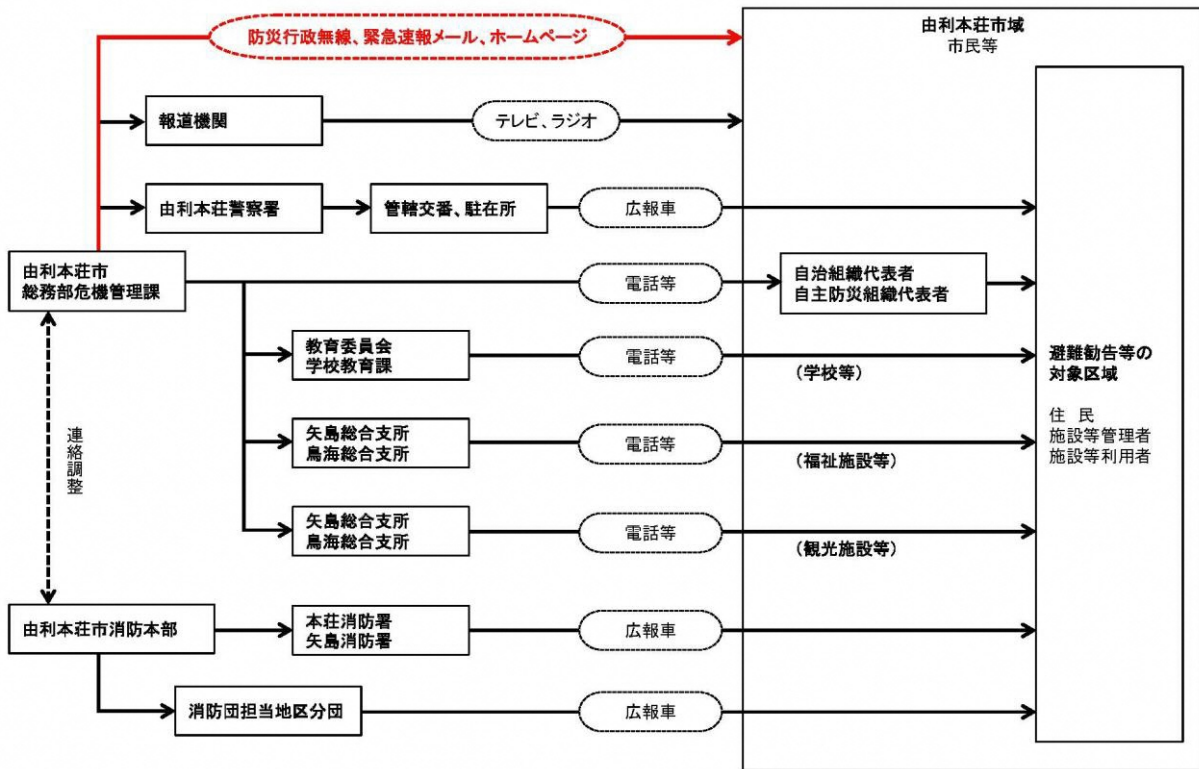 防災行政無線、緊急速報メール、ホームページ
由利本荘市域
市民等
報道機関
テレビ、ラジオ
由利本荘警察署
管轄交番、駐在所
広報車
由利本荘市
総務部危機管理課
電話等
自治組織代表者
自主防災組織代表者
教育委員会
学校教育課
電話等
(学校等)
避難勧告等の
対象区域
住 民
施設等管理者
施設等利用者
矢島総合支所
鳥海総合支所
電話等
(福祉施設等)
連絡調整
矢島総合支所
鳥海総合支所
電話等
(観光施設等)
由利本荘市消防本部
本荘消防署
矢島消防署
広報車
消防団担当地区分団
広報車